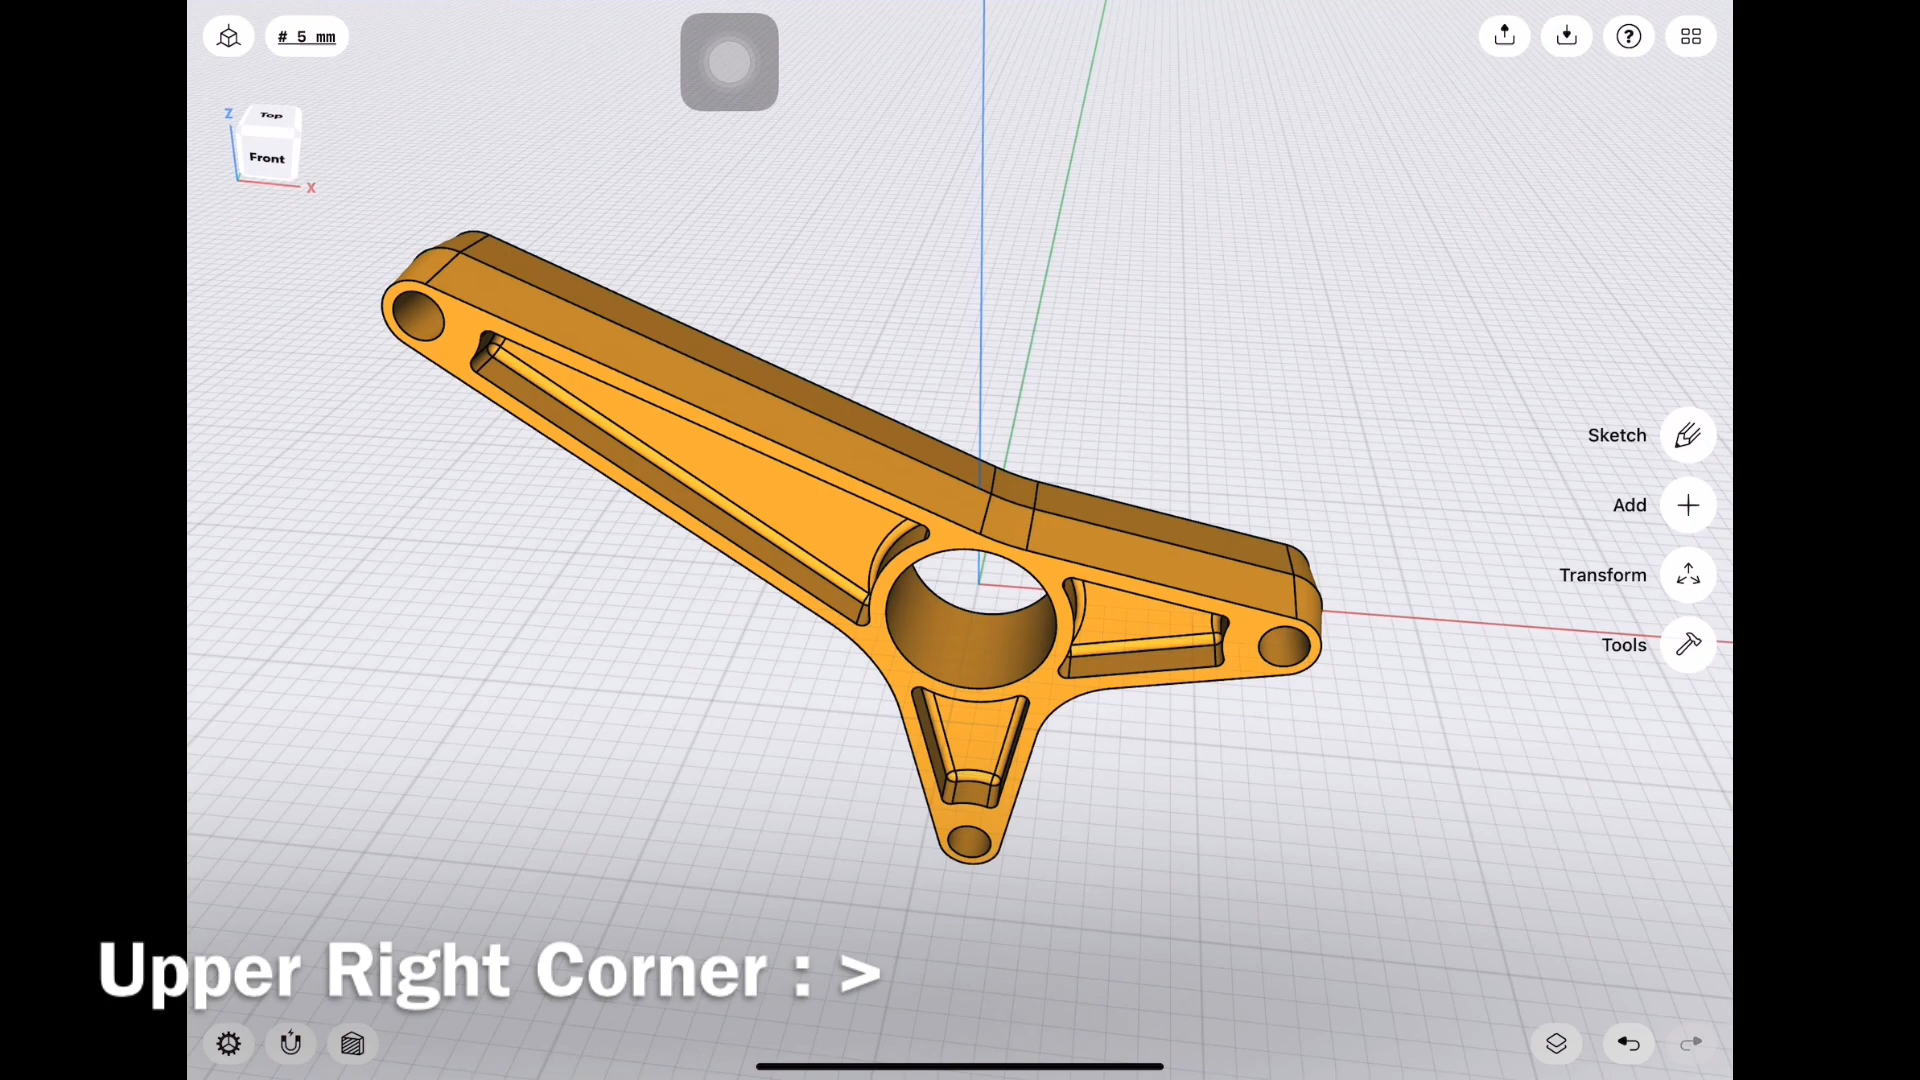 # 5 mm
?
Z
Top
Front
X
Sketch
Add
Transform
Tools
Upper Right Corner : >